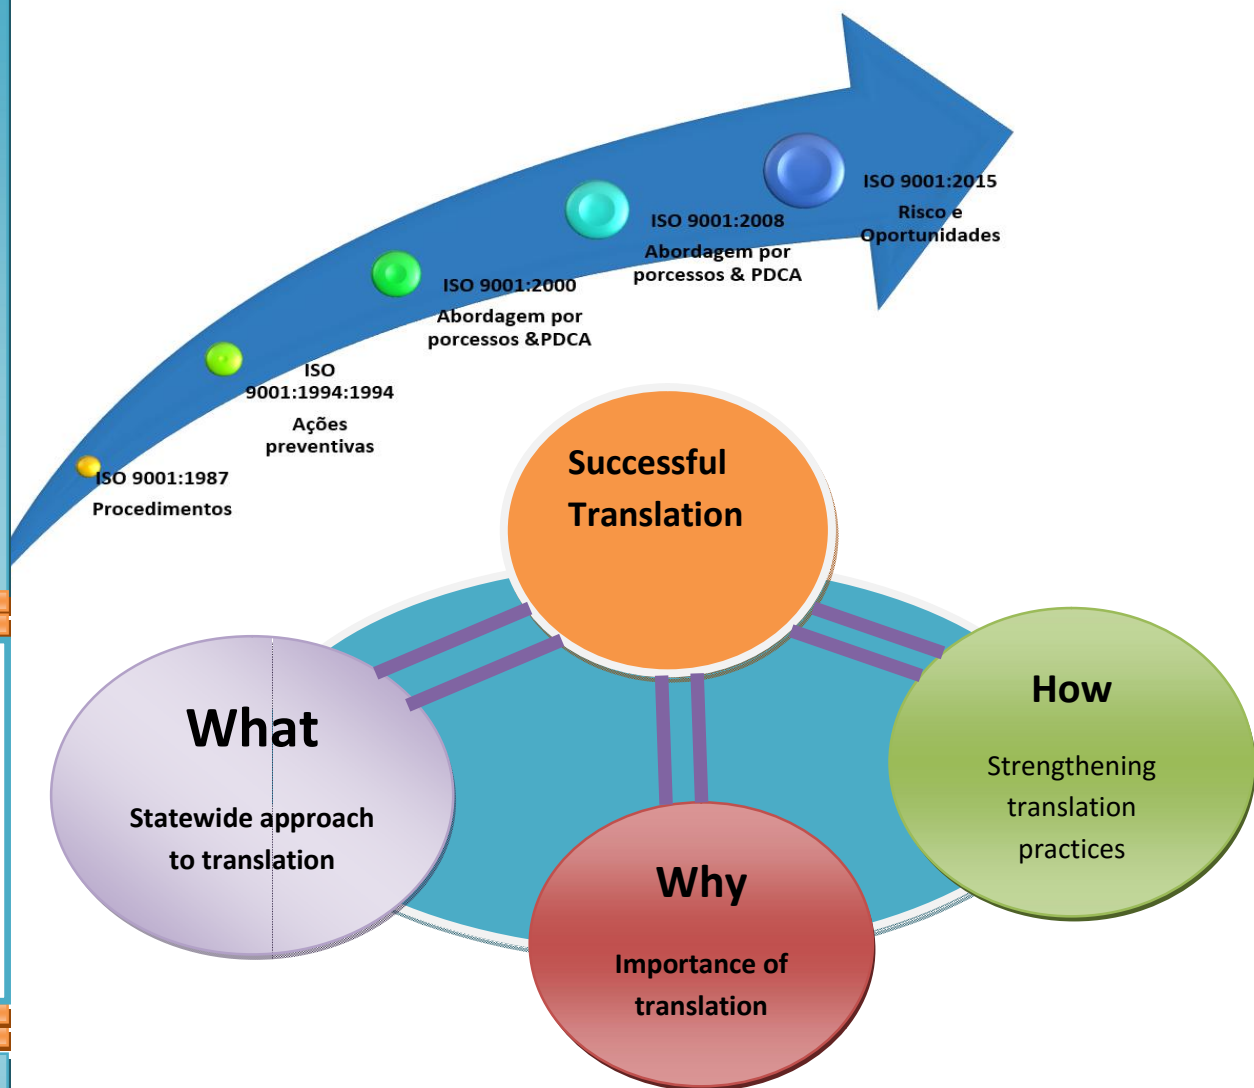 ISO 9001:2015
Risco e
Oportunidades
ISO 9001:2008
Abordagem por
porcessos & PDCA
ISO 9001:2000
Abordagem por
porcessos &PDCA
ISO
9001:1994:1994
Ações
preventivas
ISO 9001:1987
Procedimentos
Successful
Translation
What
Statewide approach
to translation
Why
Importance of
translation
How
Strengthening
translation
practices